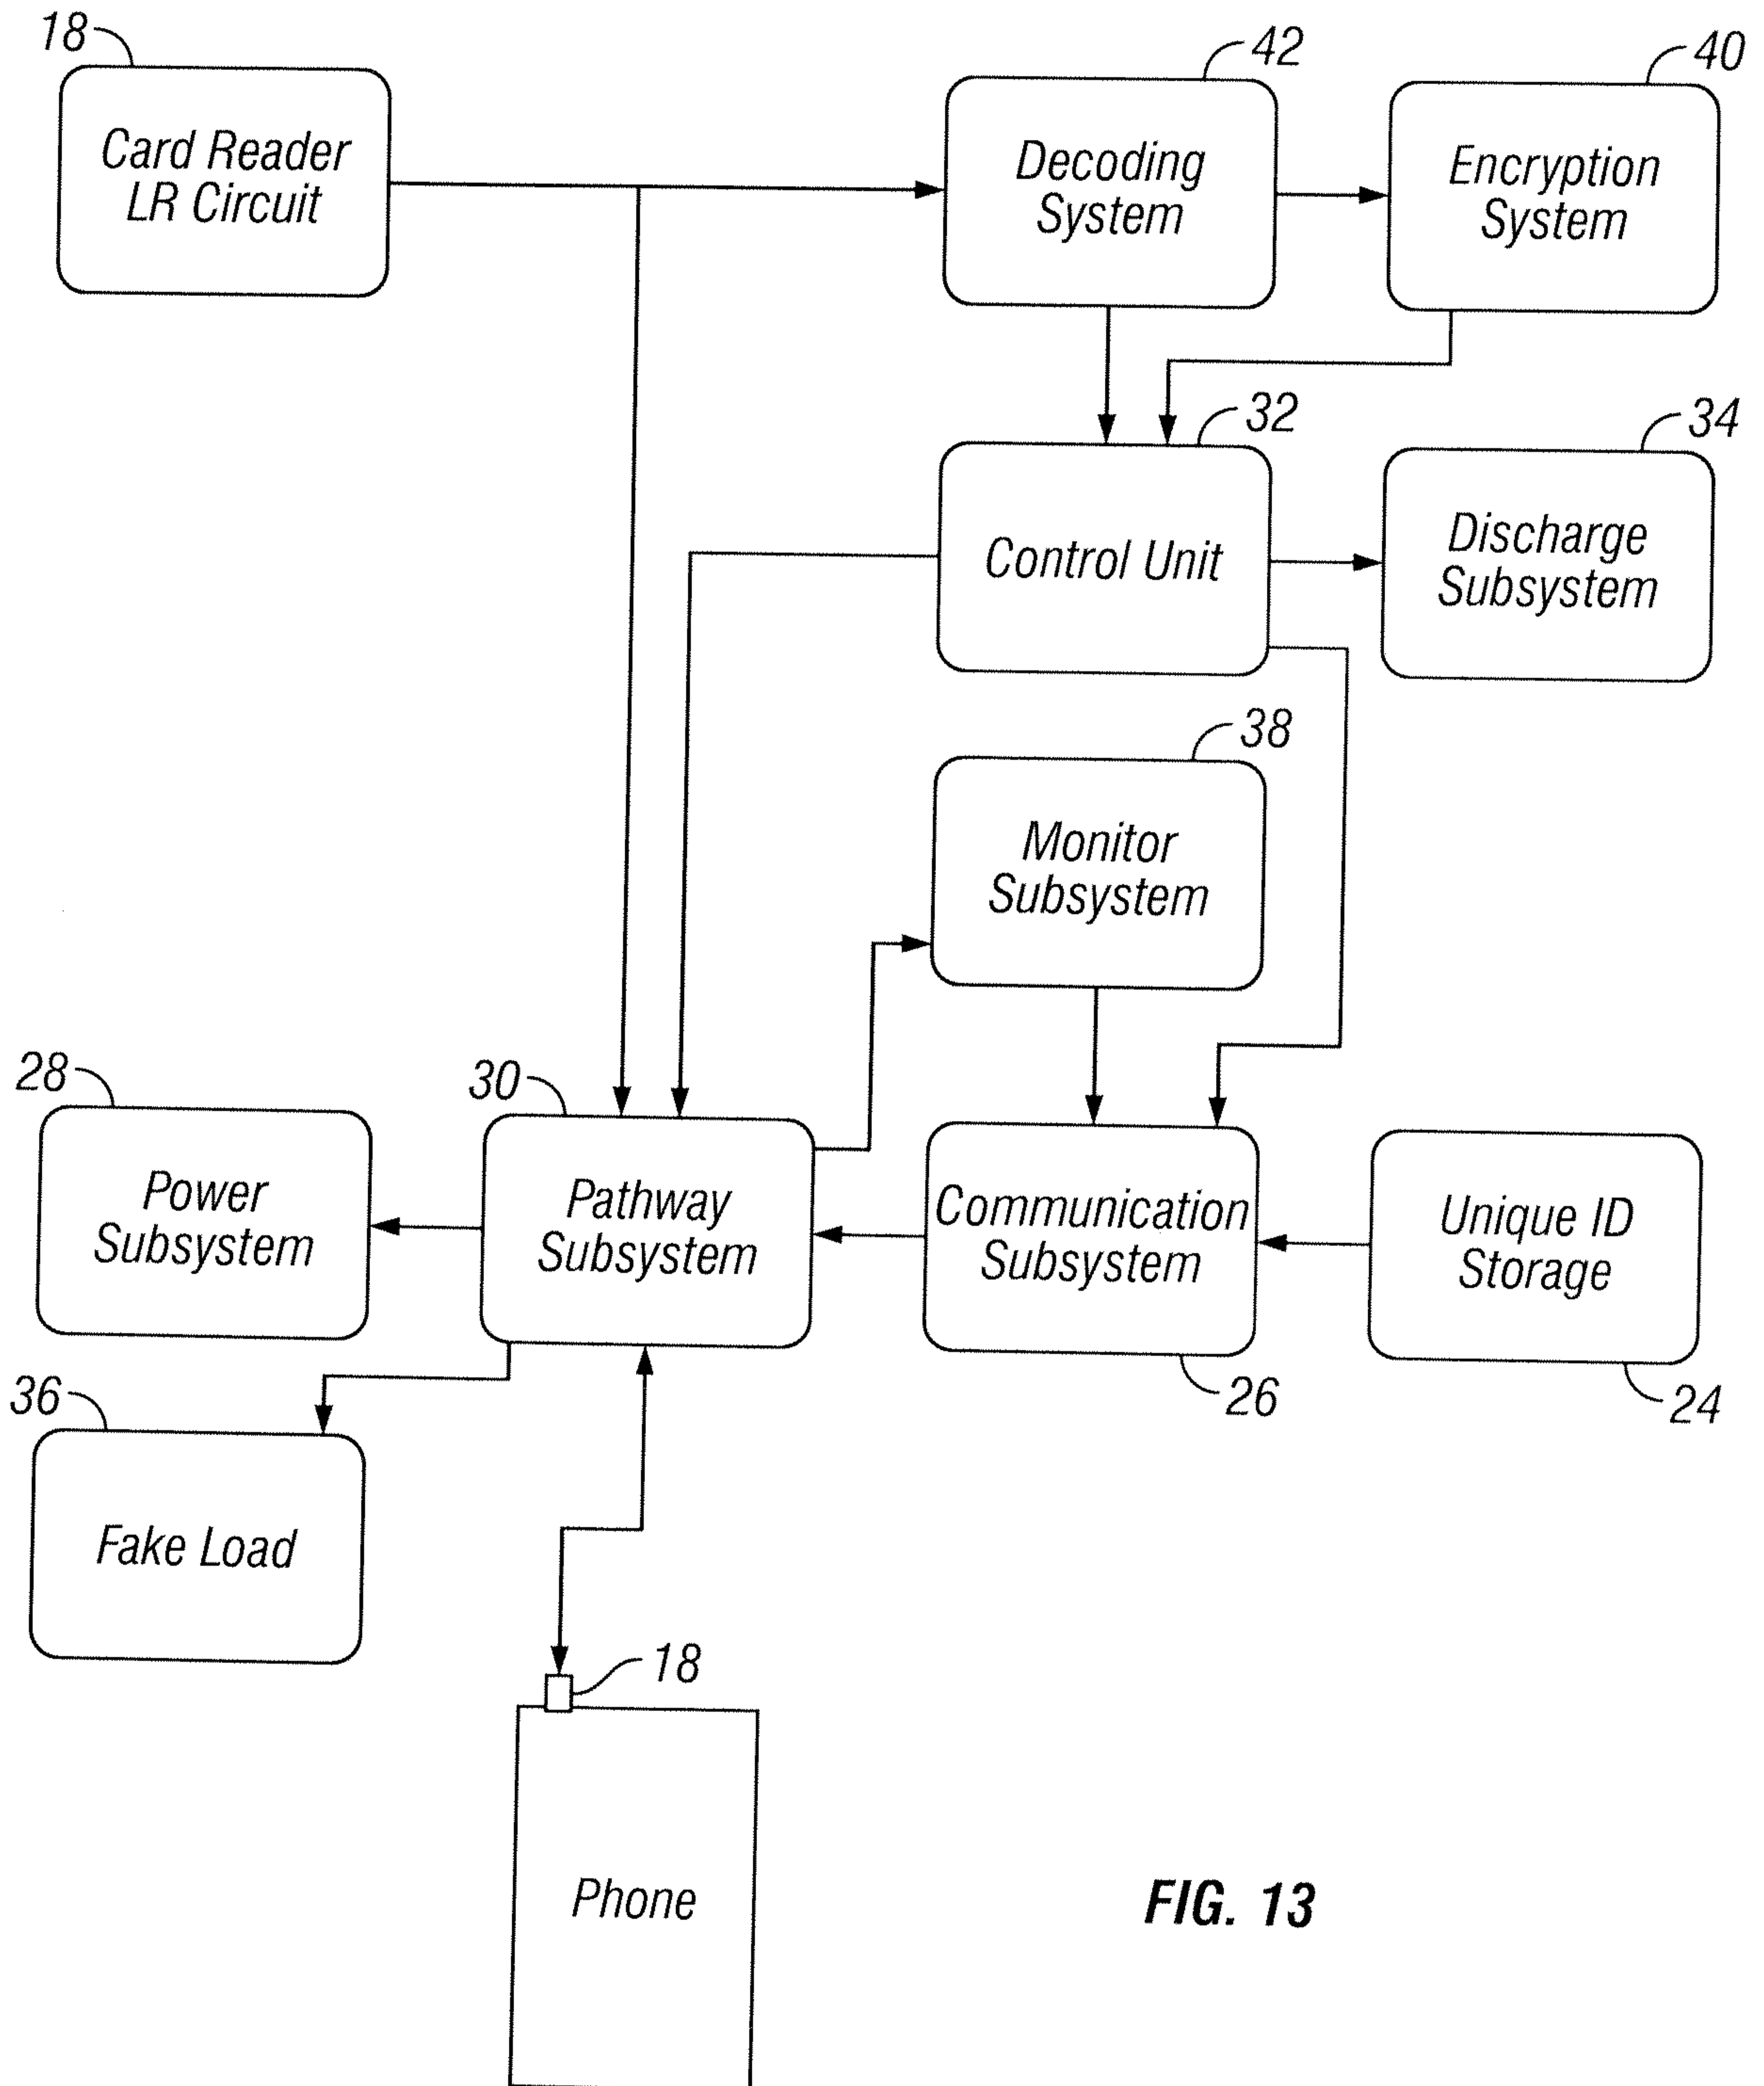 18
Card Reader
LR Circuit
42
Decoding
System
40
Encryption
System
32
Control Unit
34
Discharge
Subsystem
38
Monitor
Subsystem
28
Power
Subsystem
30
Pathway
Subsystem
Communication
Subsystem
26
Unique ID
Storage
24
36
Fake Load
18
Phone
FIG. 13